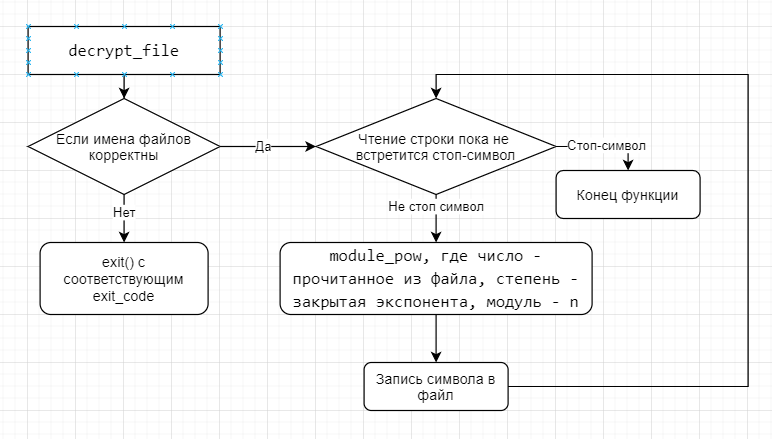 decrypt_file
Если имена файлов
корректны
Да
Чтение строки пока не
встретится стоп-символ
Стоп-символ
Конец функции
Нет
Не стоп символ
exit() с
соответствующим
exit_code
module_pow, где число -
прочитанное из файла, степень -
закрытая экспонента, модуль - n
Запись символа в
файл